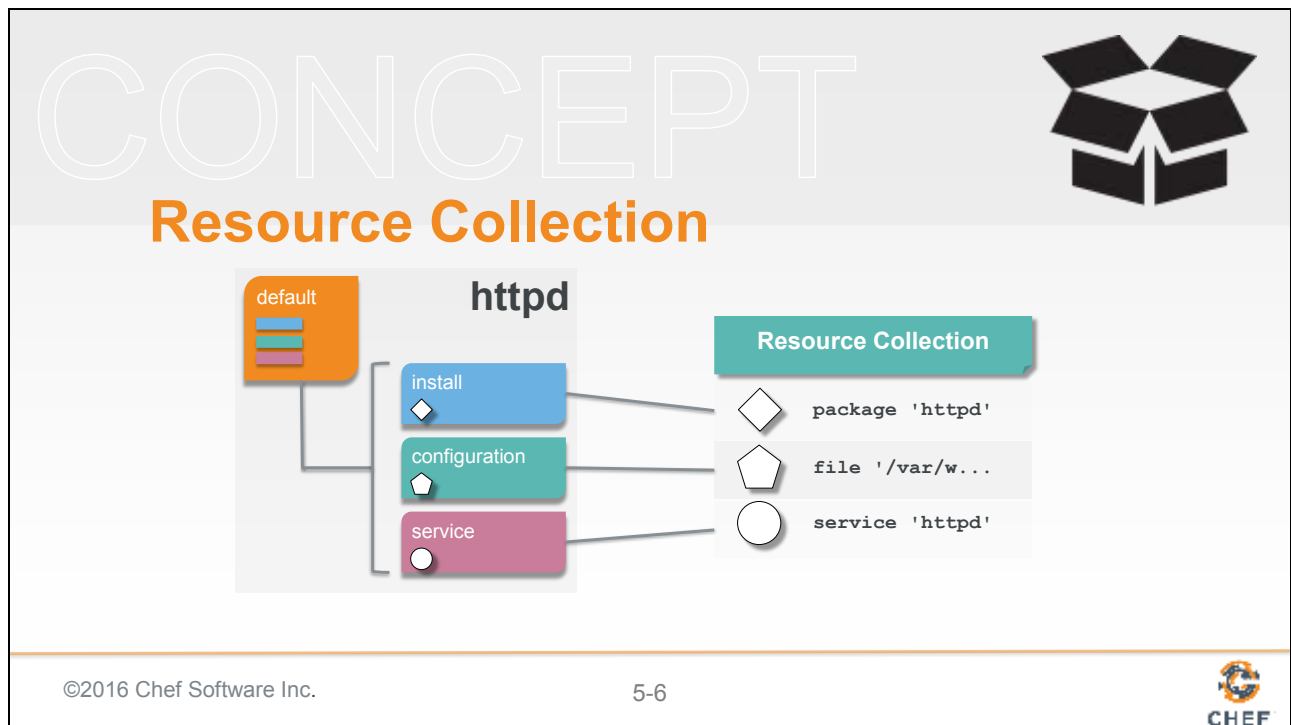 CONCEPT
Resource Collection
default
httpd
install
configuration
service
Resource Collection
package 'httpd'
file '/var/w...
service 'httpd'
©2016 Chef Software Inc.
5-6
CHEF